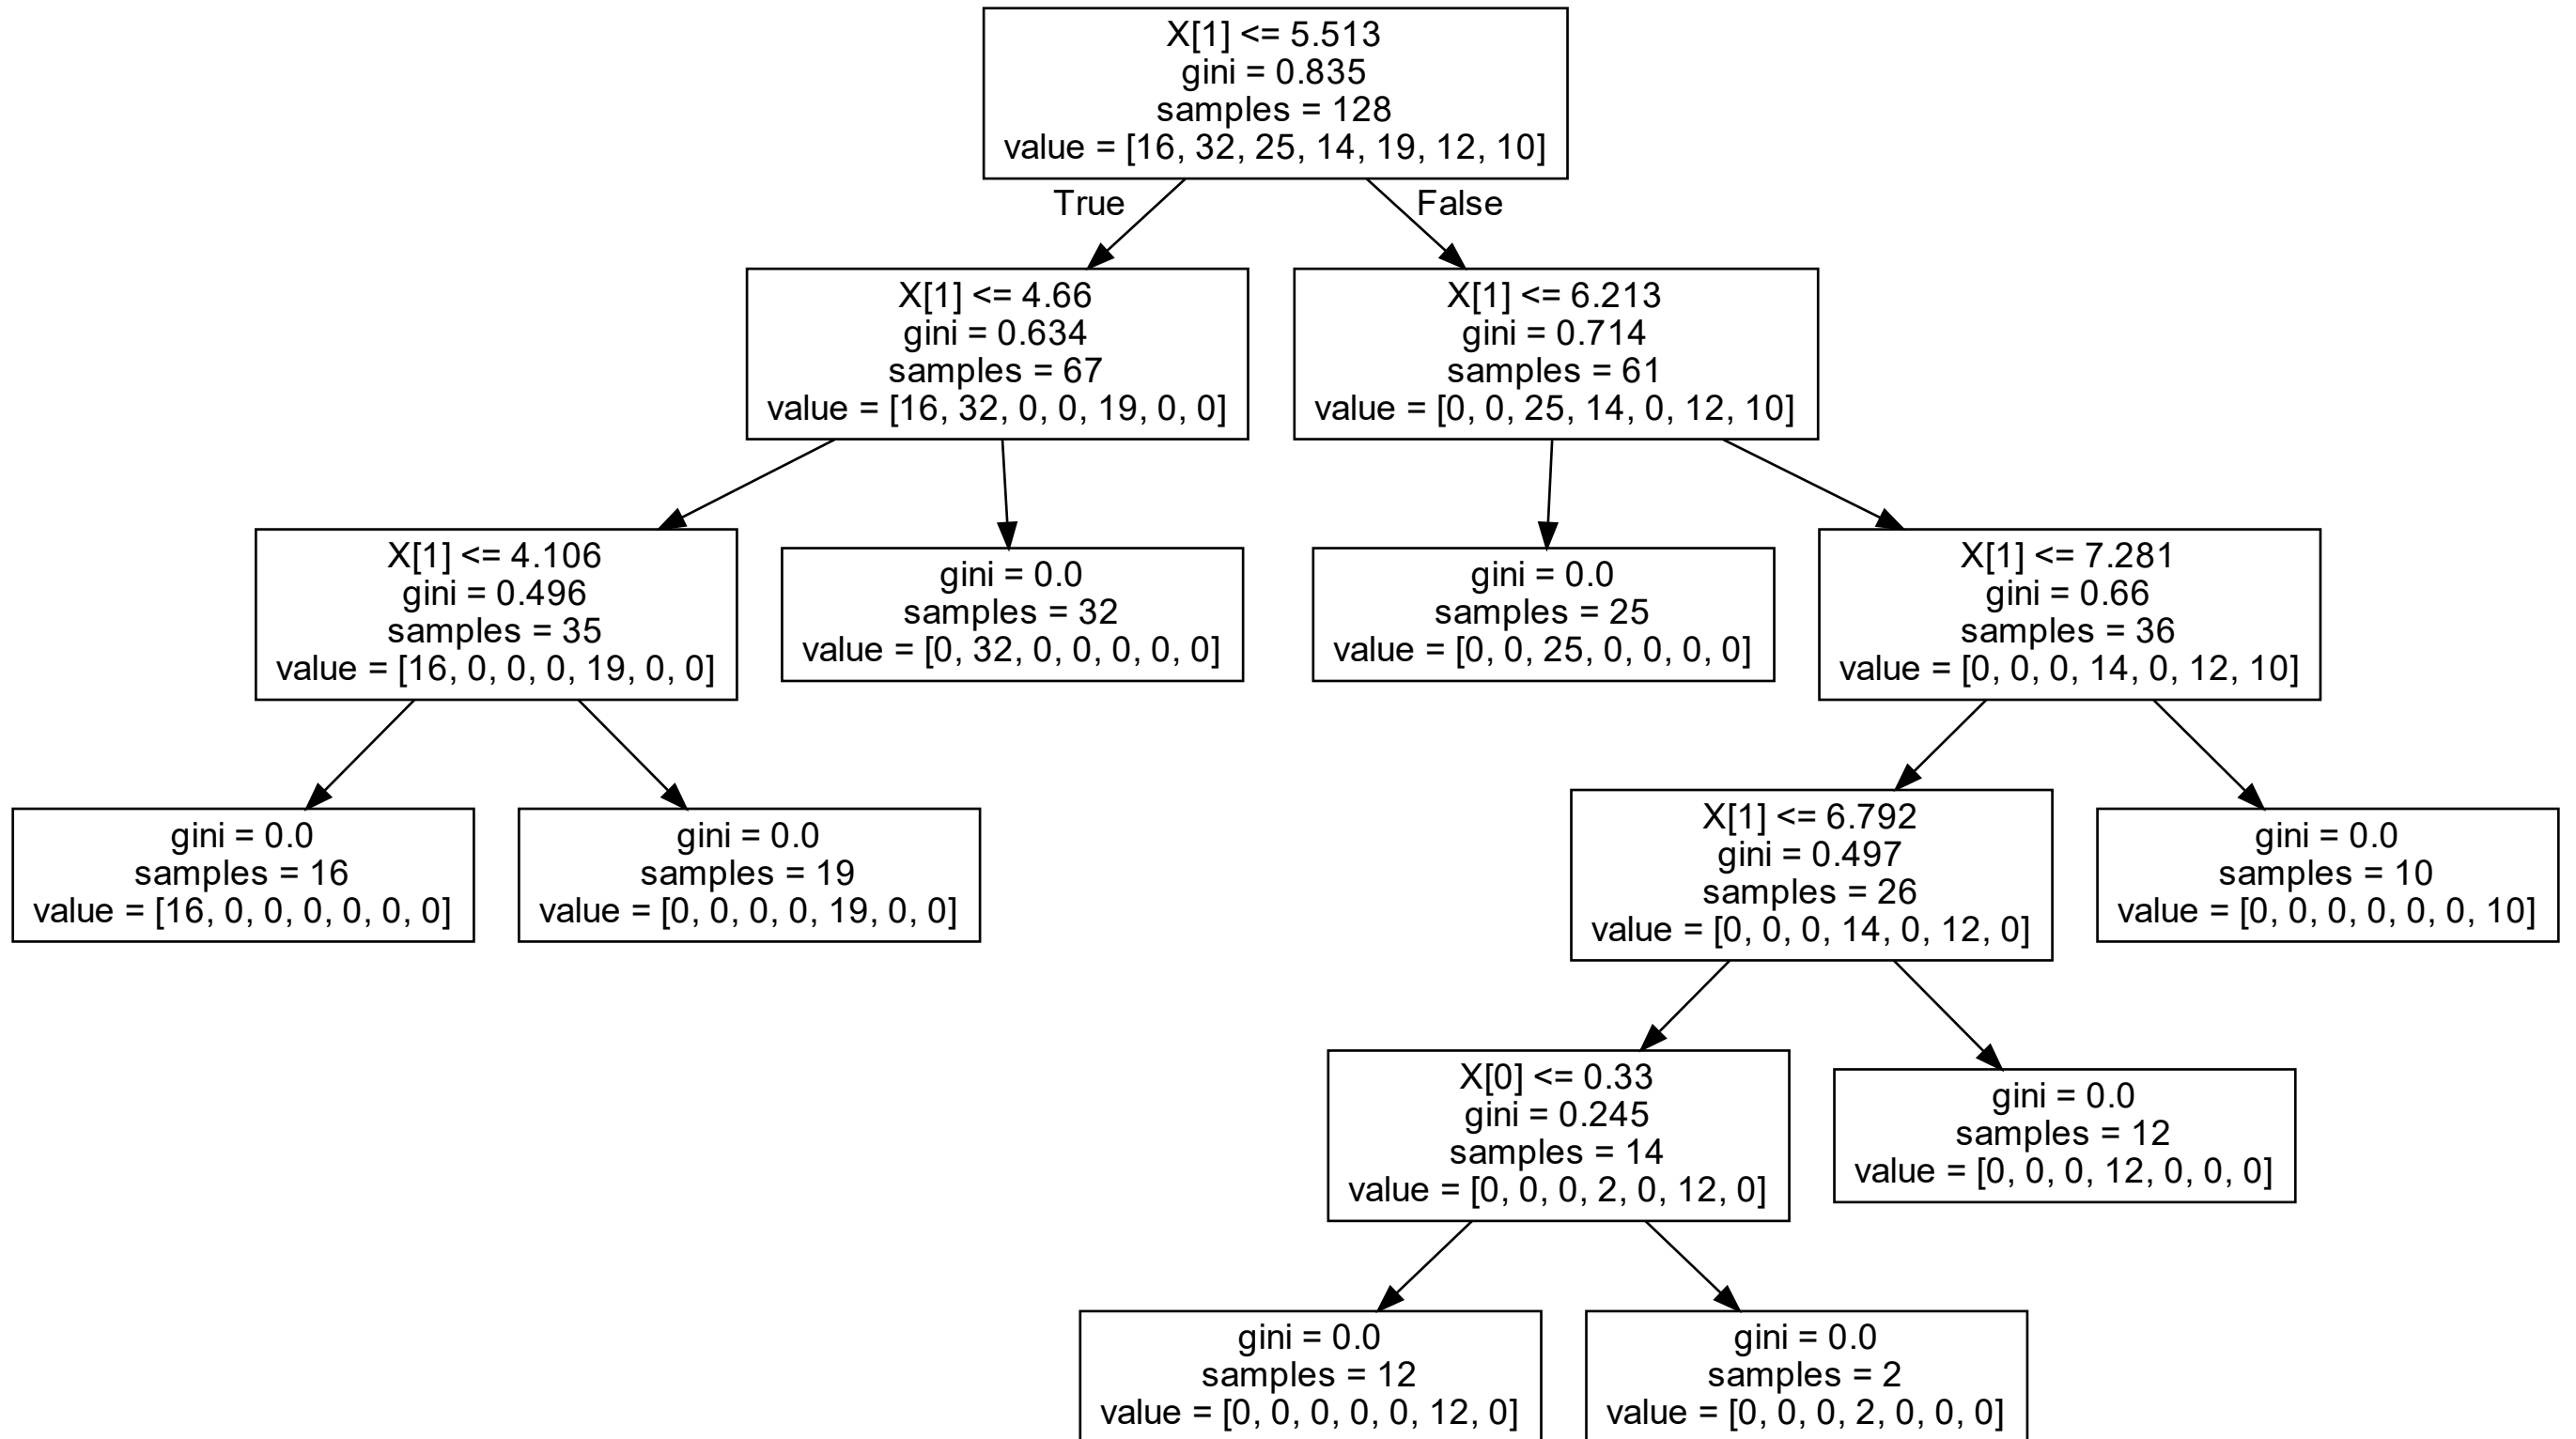 X[1] <= 5.513
gini = 0.835
samples = 128
value = [16, 32, 25, 14, 19, 12, 10]
True
False
X[1] <= 4.66
gini = 0.634
samples = 67
value = [16, 32, 0, 0, 19, 0, 0]
X[1] <= 6.213
gini = 0.714
samples = 61
value = [0, 0, 25, 14, 0, 12, 10]
X[1] <= 4.106
gini = 0.496
samples = 35
value = [16, 0, 0, 0, 19, 0, 0]
gini = 0.0
samples = 32
value = [0, 32, 0, 0, 0, 0, 0]
gini = 0.0
samples = 25
value = [0, 0, 25, 0, 0, 0, 0]
X[1] <= 7.281
gini = 0.66
samples = 36
value = [0, 0, 0, 14, 0, 12, 10]
gini = 0.0
samples = 16
value = [16, 0, 0, 0, 0, 0, 0]
gini = 0.0
samples = 19
value = [0, 0, 0, 0, 19, 0, 0]
X[1] <= 6.792
gini = 0.497
samples = 26
value = [0, 0, 0, 14, 0, 12, 0]
gini = 0.0
samples = 10
value = [0, 0, 0, 0, 0, 0, 10]
X[0] <= 0.33
gini = 0.245
samples = 14
value = [0, 0, 0, 2, 0, 12, 0]
gini = 0.0
samples = 12
value = [0, 0, 0, 12, 0, 0, 0]
gini = 0.0
samples = 12
value = [0, 0, 0, 0, 0, 12, 0]
gini = 0.0
samples = 2
value = [0, 0, 0, 2, 0, 0, 0]